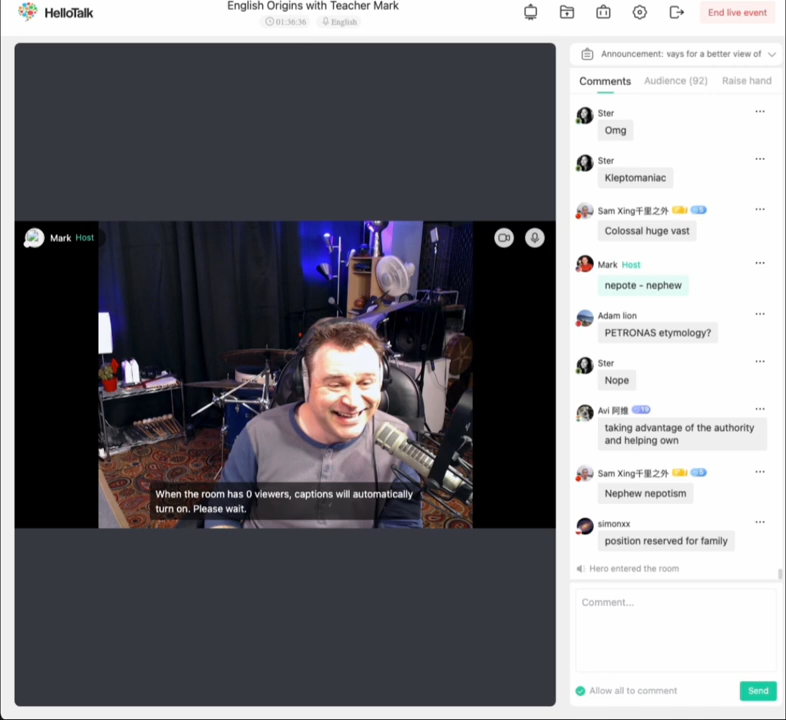 HelloTalk
English Origins with Teacher Mark
01:36:36
English
End live event
Announcement: vays for a better view of
Comments
Audience (92)
Raise hand
Ster
Omg
Ster
Kleptomaniac
Sam Xing千里之外
Colossal huge vast
Mark Host
nepote - nephew
Adam lion
PETRONAS etymology?
Ster
Nope
Avi 阿维
taking advantage of the authority
and helping own
Sam Xing千里之外
Nephew nepotism
simonxx
position reserved for family
Hero entered the room
Mark Host
When the room has 0 viewers, captions will automatically
turn on. Please wait.
Comment...
Allow all to comment
Send